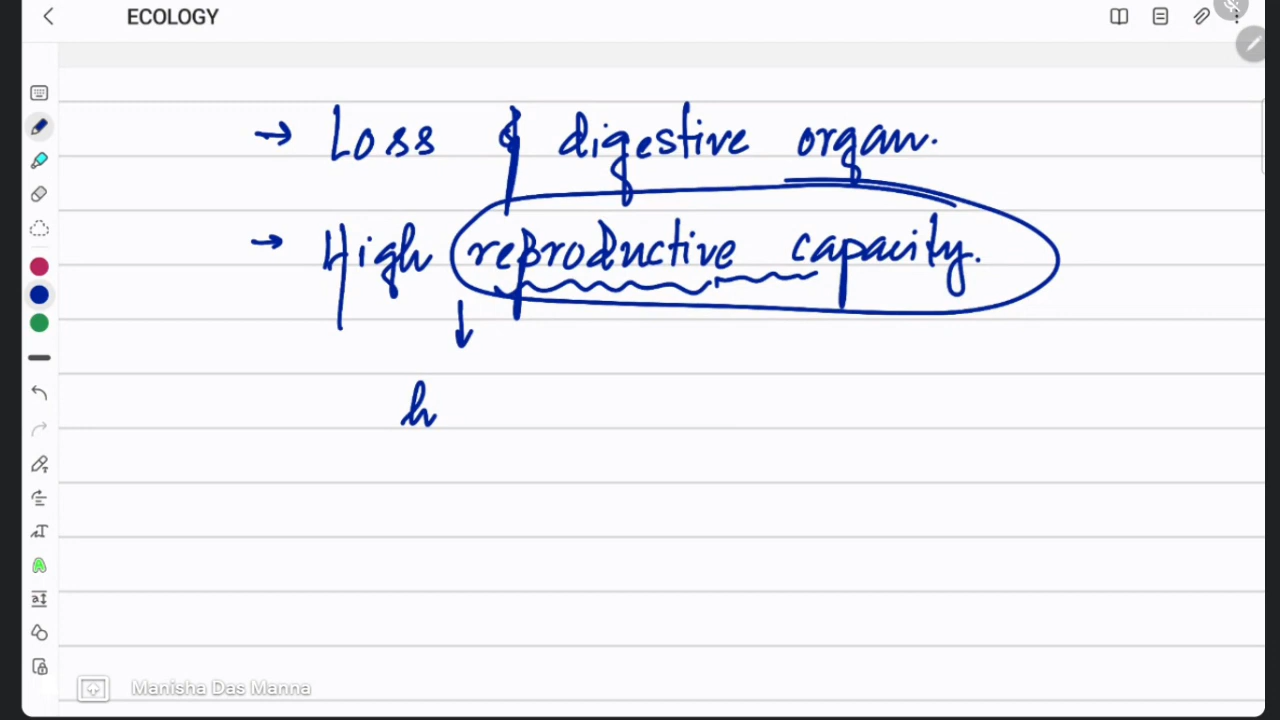 ECOLOGY
→ Loss of digestive organ.
→ High reproductive capacity.
↓
h
Manisha Das Manna